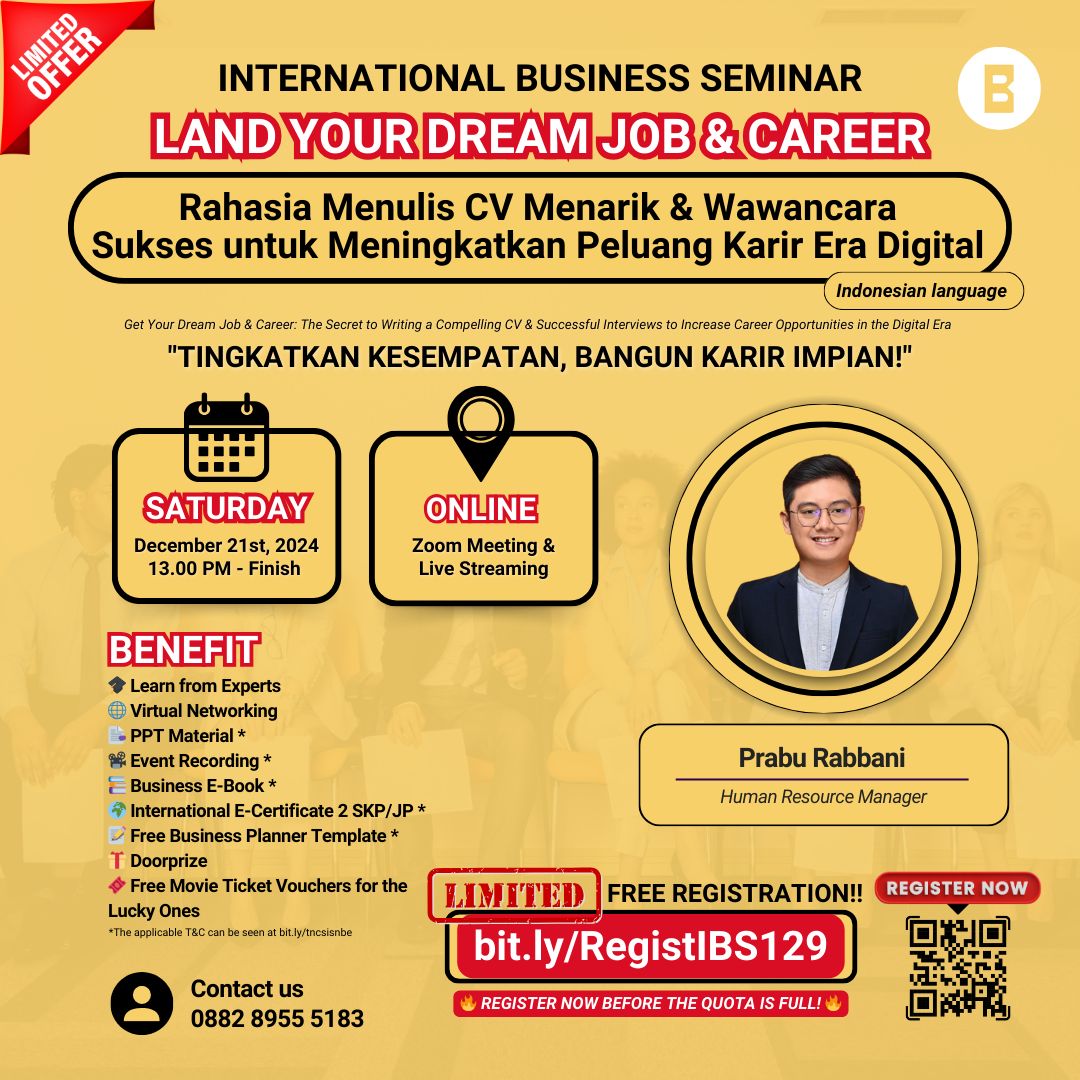 LIMITED
OFFER
INTERNATIONAL BUSINESS SEMINAR
B
LAND YOUR DREAM JOB & CAREER
Rahasia Menulis CV Menarik & Wawancara
Sukses untuk Meningkatkan Peluang Karir Era Digital
Indonesian language
Get Your Dream Job & Career: The Secret to Writing a Compelling CV & Successful Interviews to Increase Career Opportunities in the Digital Era
"TINGKATKAN KESEMPATAN, BANGUN KARIR IMPIAN!"
SATURDAY
December 21st, 2024
13.00 PM - Finish
ONLINE
Zoom Meeting &
Live Streaming
BENEFIT
Learn from Experts
Virtual Networking
PPT Material *
Event Recording *
Business E-Book *
International E-Certificate 2 SKP/JP *
Free Business Planner Template *
Doorprize
Free Movie Ticket Vouchers for the
Lucky Ones
*The applicable T&C can be seen at bit.ly/tncsisnbe
Prabu Rabbani
Human Resource Manager
LIMITED
FREE REGISTRATION!!
REGISTER NOW
bit.ly/RegistIBS129
REGISTER NOW BEFORE THE QUOTA IS FULL!
Contact us
0882 8955 5183